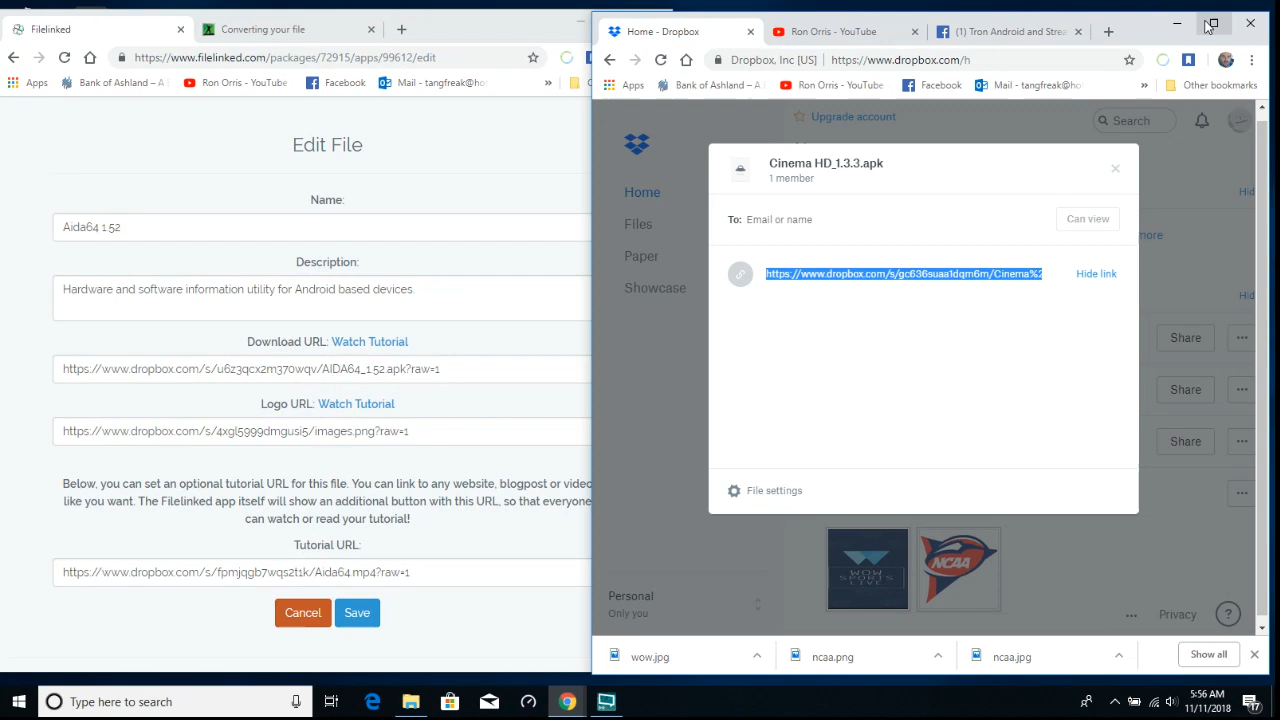 Filelinked
Converting your file
https://www.filelinked.com/packages/72915/apps/99612/edit
Apps
Bank of Ashland – A
Ron Orris - YouTube
Facebook
Mail - tangfreak@ho
Edit File
Name:
Aida64 1.52
Description:
Hardware and software information utility for Android based devices.
Download URL: Watch Tutorial
https://www.dropbox.com/s/u6z3qcx2m37owqv/AIDA64_1.52.apk?raw=1
Logo URL: Watch Tutorial
https://www.dropbox.com/s/4xgl5999dmgusi5/images.png?raw=1
Below, you can set an optional tutorial URL for this file. You can link to any website, blogpost or video
like you want. The Filelinked app itself will show an additional button with this URL, so that everyone
can watch or read your tutorial!
Tutorial URL:
https://www.dropbox.com/s/fpmjqgb7wqs2t1k/Aida64.mp4?raw=1
Cancel
Save
Home - Dropbox
Ron Orris - YouTube
(1) Tron Android and Strea
Dropbox, Inc [US]
https://www.dropbox.com/h
Apps
Bank of Ashland – A
Ron Orris - YouTube
Facebook
Mail - tangfreak@ho
Other bookmarks
Upgrade account
Search
Home
Files
Paper
Showcase
Hid
more
Hid
Cinema HD_1.3.3.apk
1 member
To: Email or name
Can view
https://www.dropbox.com/s/gc636suaa1dqm6m/Cinema%2
Hide link
File settings
Share
Share
Share
WOW
SPORTS
LIVE
NCAA
Personal
Only you
Privacy
wow.jpg
ncaa.png
ncaa.jpg
Show all
Type here to search
5:56 AM
11/11/2018
17